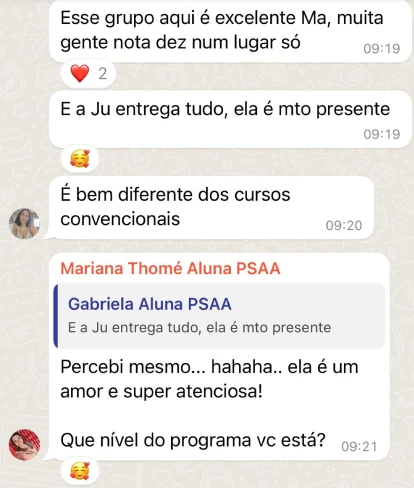 Esse grupo aqui é excelente Ma, muita
gente nota dez num lugar só
09:19
❤️ 2
E a Ju entrega tudo, ela é mto presente
09:19
🥰
É bem diferente dos cursos
convencionais
09:20
Mariana Thomé Aluna PSAA
Gabriela Aluna PSAA
E a Ju entrega tudo, ela é mto presente
Percebi mesmo... hahaha.. ela é um
amor e super atenciosa!
Que nível do programa vc está?
09:21
🥰